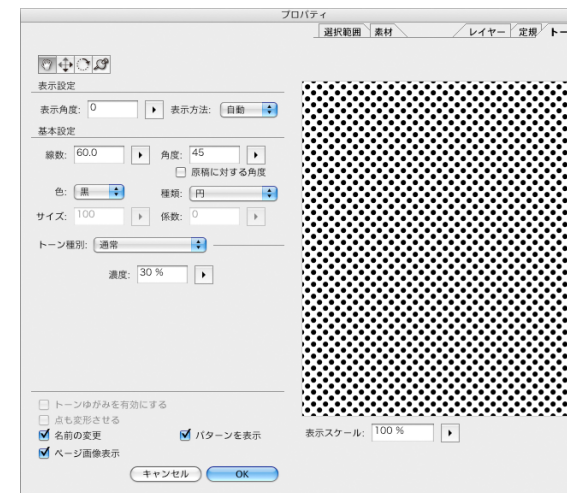 プロパティ
選択範囲 素材 レイヤー 定規 トー
表示設定
表示角度: 0 表示方法: 自動
基本設定
線数: 60.0 角度: 45
原稿に対する角度
色: 黒 種類: 円
サイズ: 100 係数: 0
トーン種別: 通常
濃度: 30 %
トーンゆがみを有効にする
点も変形させる
名前の変更 パターンを表示
表示スケール: 100 %
ページ画像表示
キャンセル OK